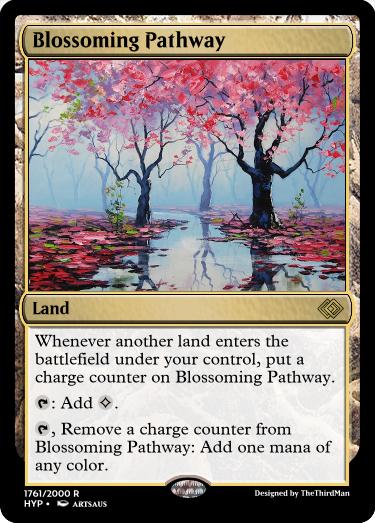 Blossoming Pathway
Land
Whenever another land enters the
battlefield under your control, put a
charge counter on Blossoming Pathway.
: Add .
, Remove a charge counter from
Blossoming Pathway: Add one mana of
any color.
1761/2000 R
HYP • ARTSAUS
Designed by TheThirdMan